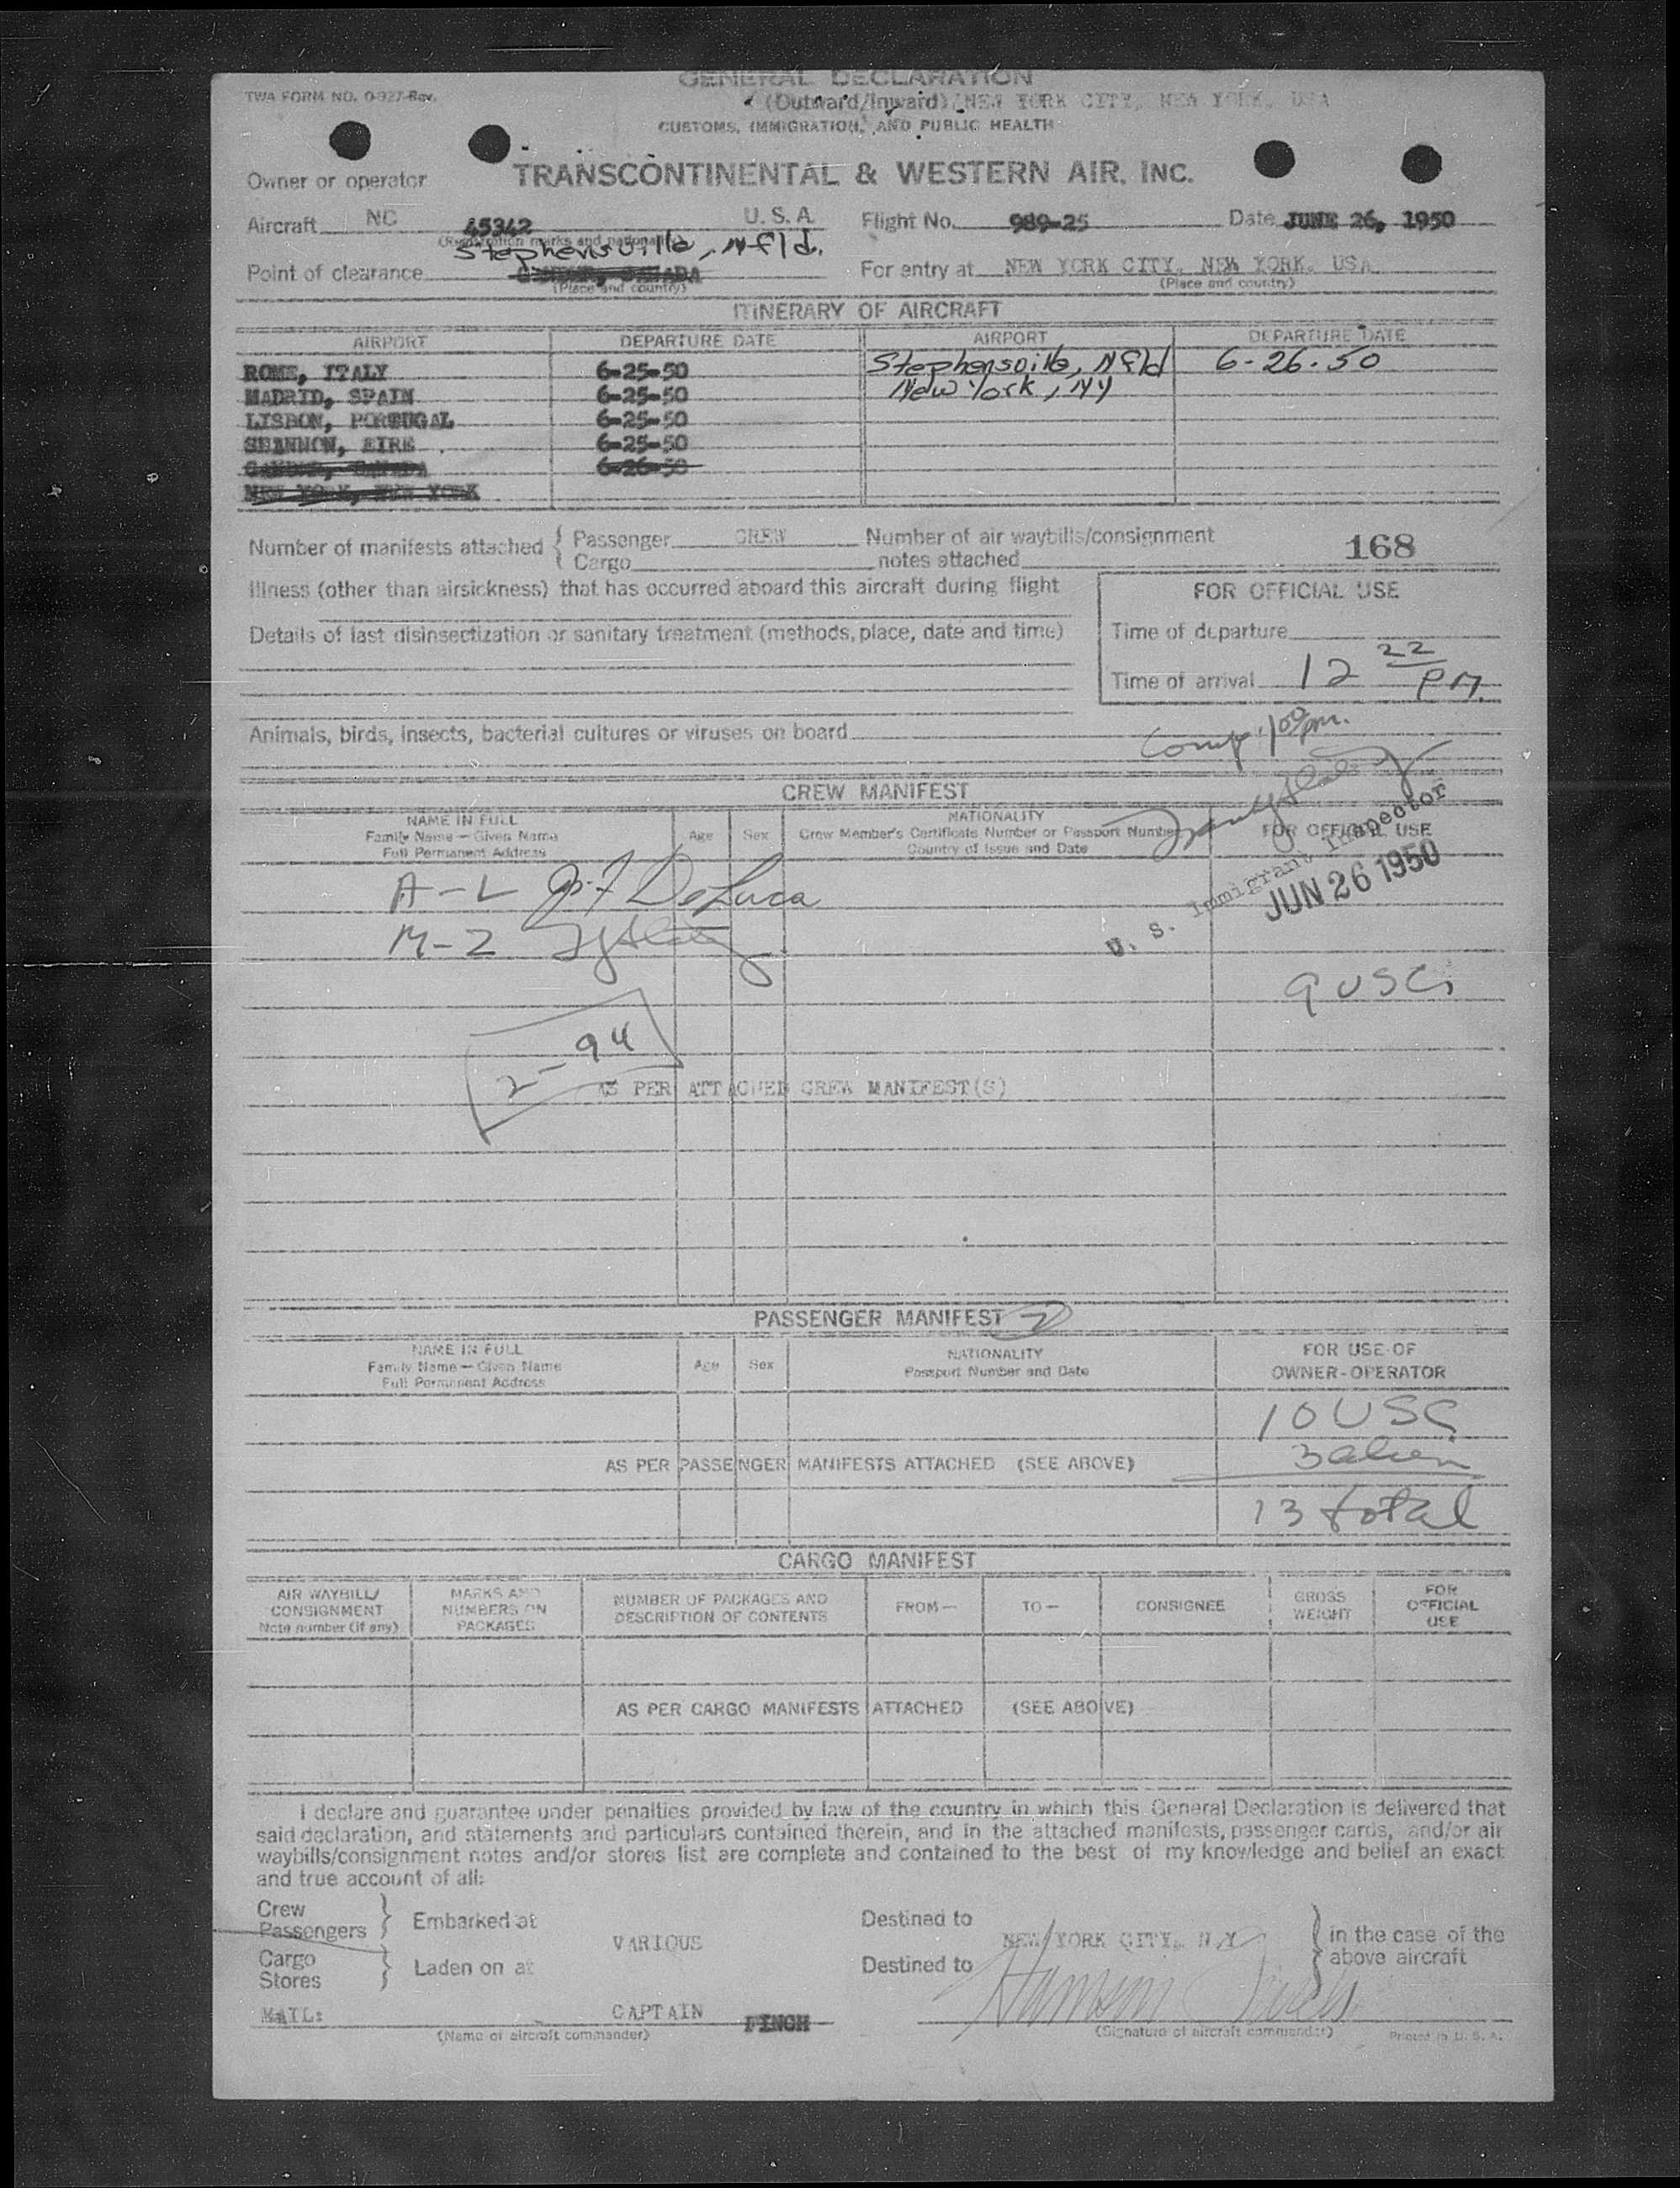 GENERAL DECLARATION
TWA FORM NO. 0-927-Rev.
(Outward/Inward) NEW YORK CITY, NEW YORK, USA
CUSTOMS, IMMIGRATION, AND PUBLIC HEALTH
Owner or operator TRANSCONTINENTAL & WESTERN AIR, INC.
Aircraft NC 45342 U. S. A. Flight No. 989-25 Date JUNE 26, 1950
(Registration marks and nationality)
Stephensville, Nfld.
Point of clearance GANDER, CANADA For entry at NEW YORK CITY, NEW YORK, USA
(Place and country) (Place and country)
ITINERARY OF AIRCRAFT
AIRPORT DEPARTURE DATE AIRPORT DEPARTURE DATE
ROME, ITALY 6-25-50 Stephensville, Nfld 6-26-50
MADRID, SPAIN 6-25-50 New York, NY
LISBON, PORTUGAL 6-25-50
SHANNON, EIRE 6-25-50
GANDER, CANADA 6-26-50
NEW YORK, NEW YORK
Number of manifests attached { Passenger CREW Number of air waybills/consignment
Cargo notes attached 168
Illness (other than airsickness) that has occurred aboard this aircraft during flight
FOR OFFICIAL USE
Details of last disinsectization or sanitary treatment (methods, place, date and time)
Time of departure
Time of arrival 12 22 PM.
Animals, birds, insects, bacterial cultures or viruses on board
Comp. 1 00 pm.
CREW MANIFEST
NAME IN FULL
Family Name — Given Name
Full Permanent Address
Age Sex
NATIONALITY
Crew Member's Certificate Number or Passport Number
Country of Issue and Date
FOR OFFICIAL USE
U. S. Immigrant Inspector
JUN 26 1950
A-L J.F. DeLuca
M-2
9 USC
2-94
AS PER ATTACHED CREW MANIFEST(S)
PASSENGER MANIFEST
NAME IN FULL
Family Name — Given Name
Full Permanent Address
Age Sex
NATIONALITY
Passport Number and Date
FOR USE OF
OWNER-OPERATOR
10 USC
AS PER PASSENGER MANIFESTS ATTACHED (SEE ABOVE) 3 alien
13 total
CARGO MANIFEST
AIR WAYBILL/
CONSIGNMENT
Note number (if any)
MARKS AND
NUMBERS ON
PACKAGES
NUMBER OF PACKAGES AND
DESCRIPTION OF CONTENTS
FROM— TO— CONSIGNEE
GROSS
WEIGHT
FOR
OFFICIAL
USE
AS PER CARGO MANIFESTS ATTACHED (SEE ABOVE)
I declare and guarantee under penalties provided by law of the country in which this General Declaration is delivered that
said declaration, and statements and particulars contained therein, and in the attached manifests, passenger cards, and/or air
waybills/consignment notes and/or stores list are complete and contained to the best of my knowledge and belief an exact
and true account of all:
Crew
Passengers } Embarked at Destined to
VARIOUS NEW YORK CITY, N.Y.
Cargo
Stores } Laden on at Destined to
} in the case of the
above aircraft
MAIL: CAPTAIN FINCH
(Name of aircraft commander) (Signature of aircraft commander) Printed in U. S. A.